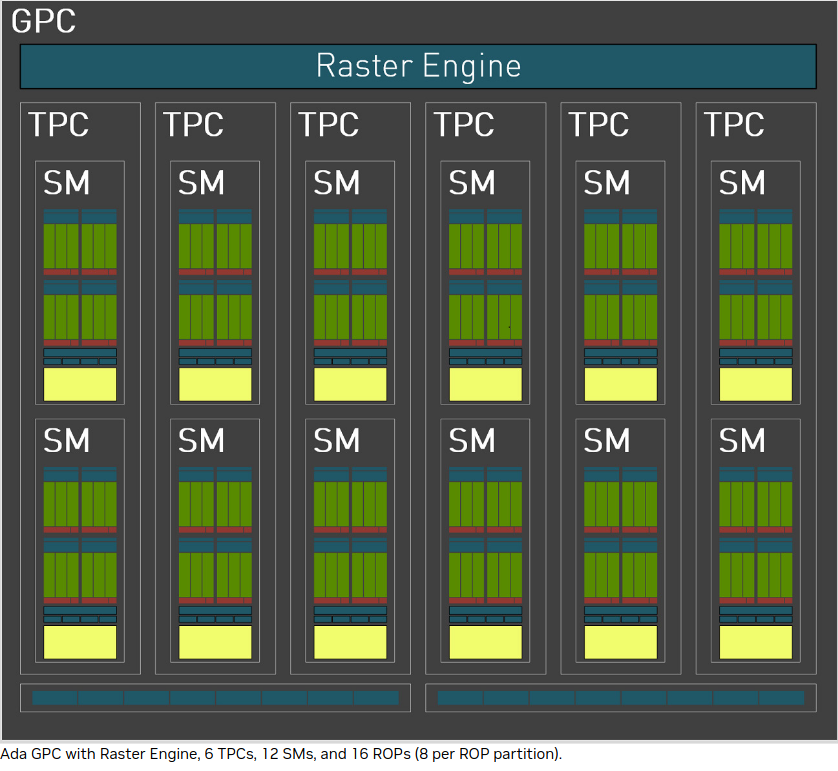 GPC
Raster Engine
TPC TPC TPC TPC TPC TPC
SM SM SM SM SM SM
SM SM SM SM SM SM
Ada GPC with Raster Engine, 6 TPCs, 12 SMs, and 16 ROPs (8 per ROP partition).